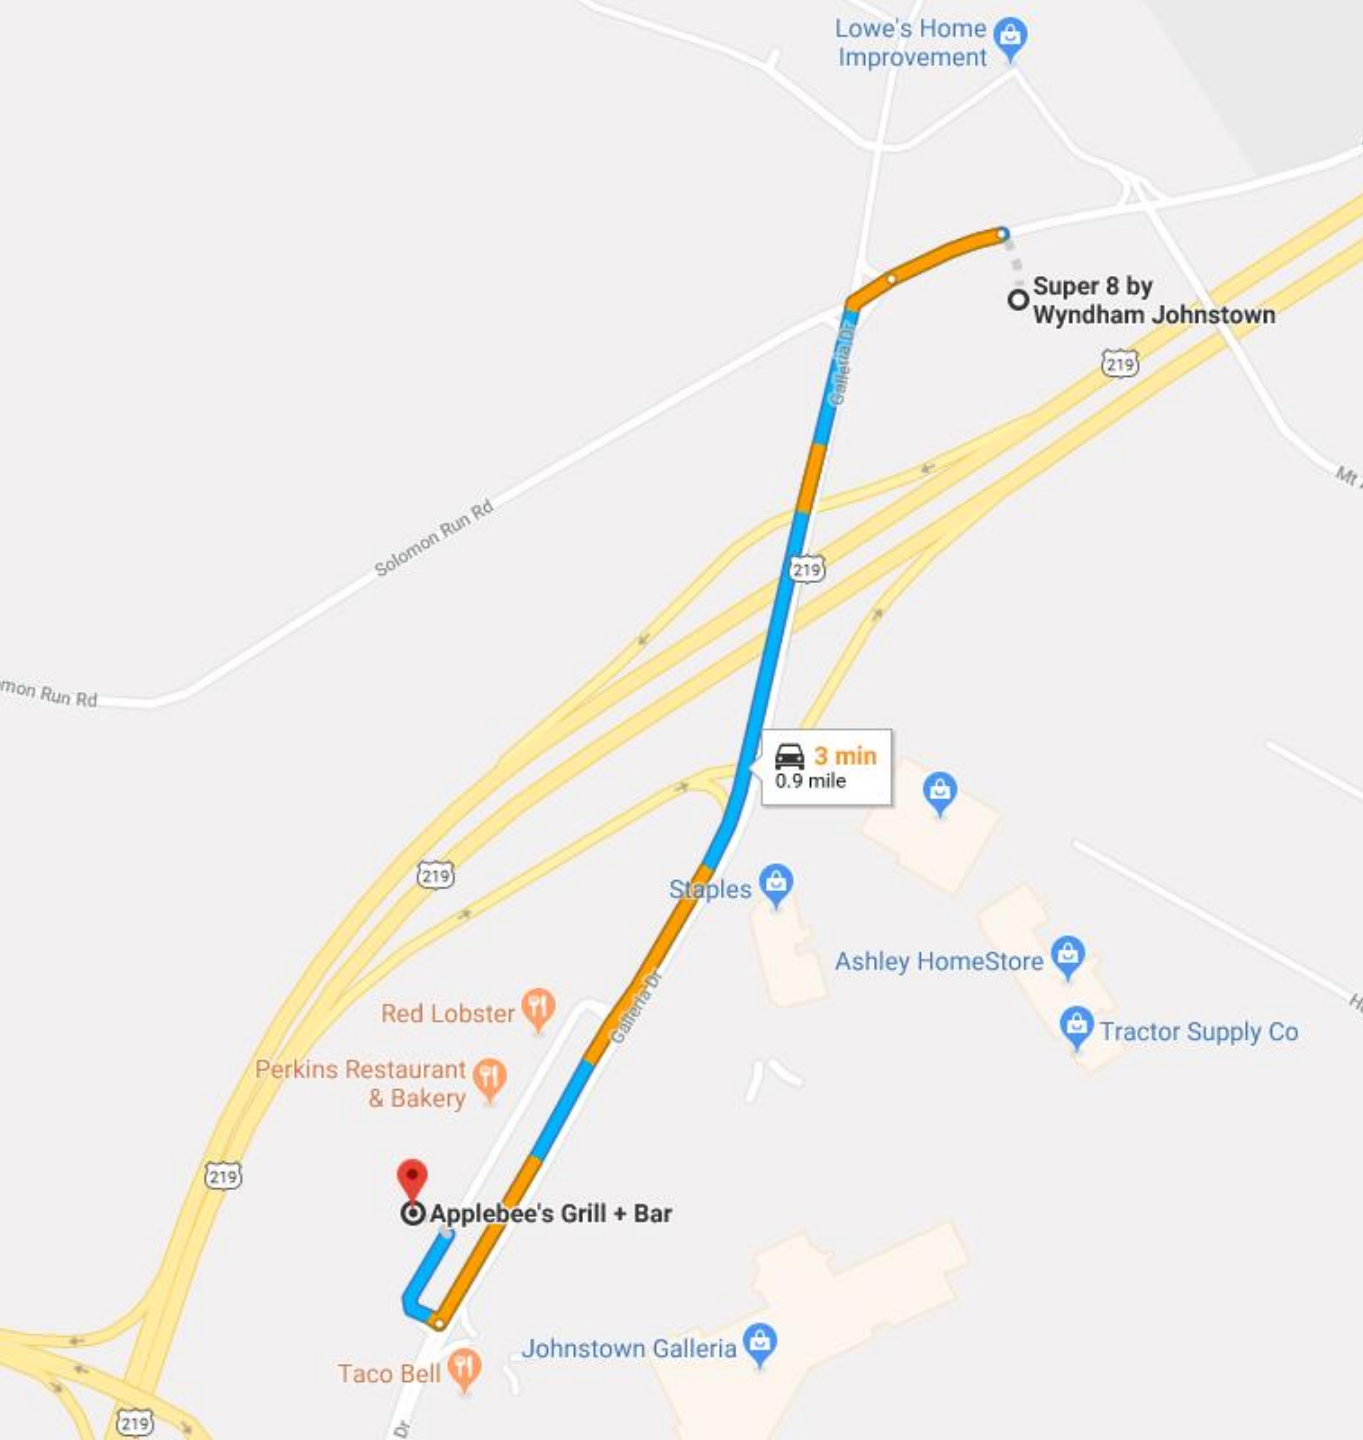 Lowe's Home
Improvement
Super 8 by
Wyndham Johnstown
219
Galleria Dr
Mt
Solomon Run Rd
219
mon Run Rd
3 min
0.9 mile
219
Staples
Ashley HomeStore
Galleria Dr
Red Lobster
Tractor Supply Co
Perkins Restaurant
& Bakery
219
Applebee's Grill + Bar
Johnstown Galleria
Taco Bell
219
Dr